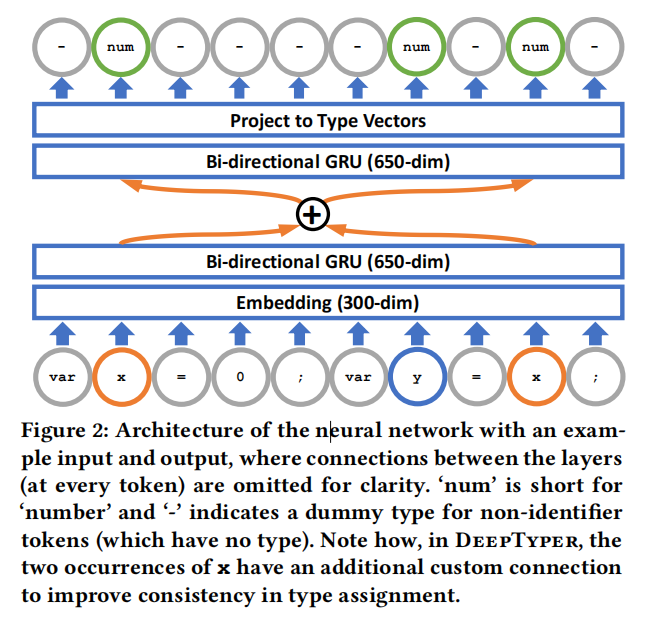 - num - - - - num - num -
Project to Type Vectors
Bi-directional GRU (650-dim)
+
Bi-directional GRU (650-dim)
Embedding (300-dim)
var x = 0 ; var y = x ;
Figure 2: Architecture of the neural network with an exam-
ple input and output, where connections between the layers
(at every token) are omitted for clarity. ‘num’ is short for
‘number’ and ‘-’ indicates a dummy type for non-identifier
tokens (which have no type). Note how, in DeepTyper, the
two occurrences of x have an additional custom connection
to improve consistency in type assignment.